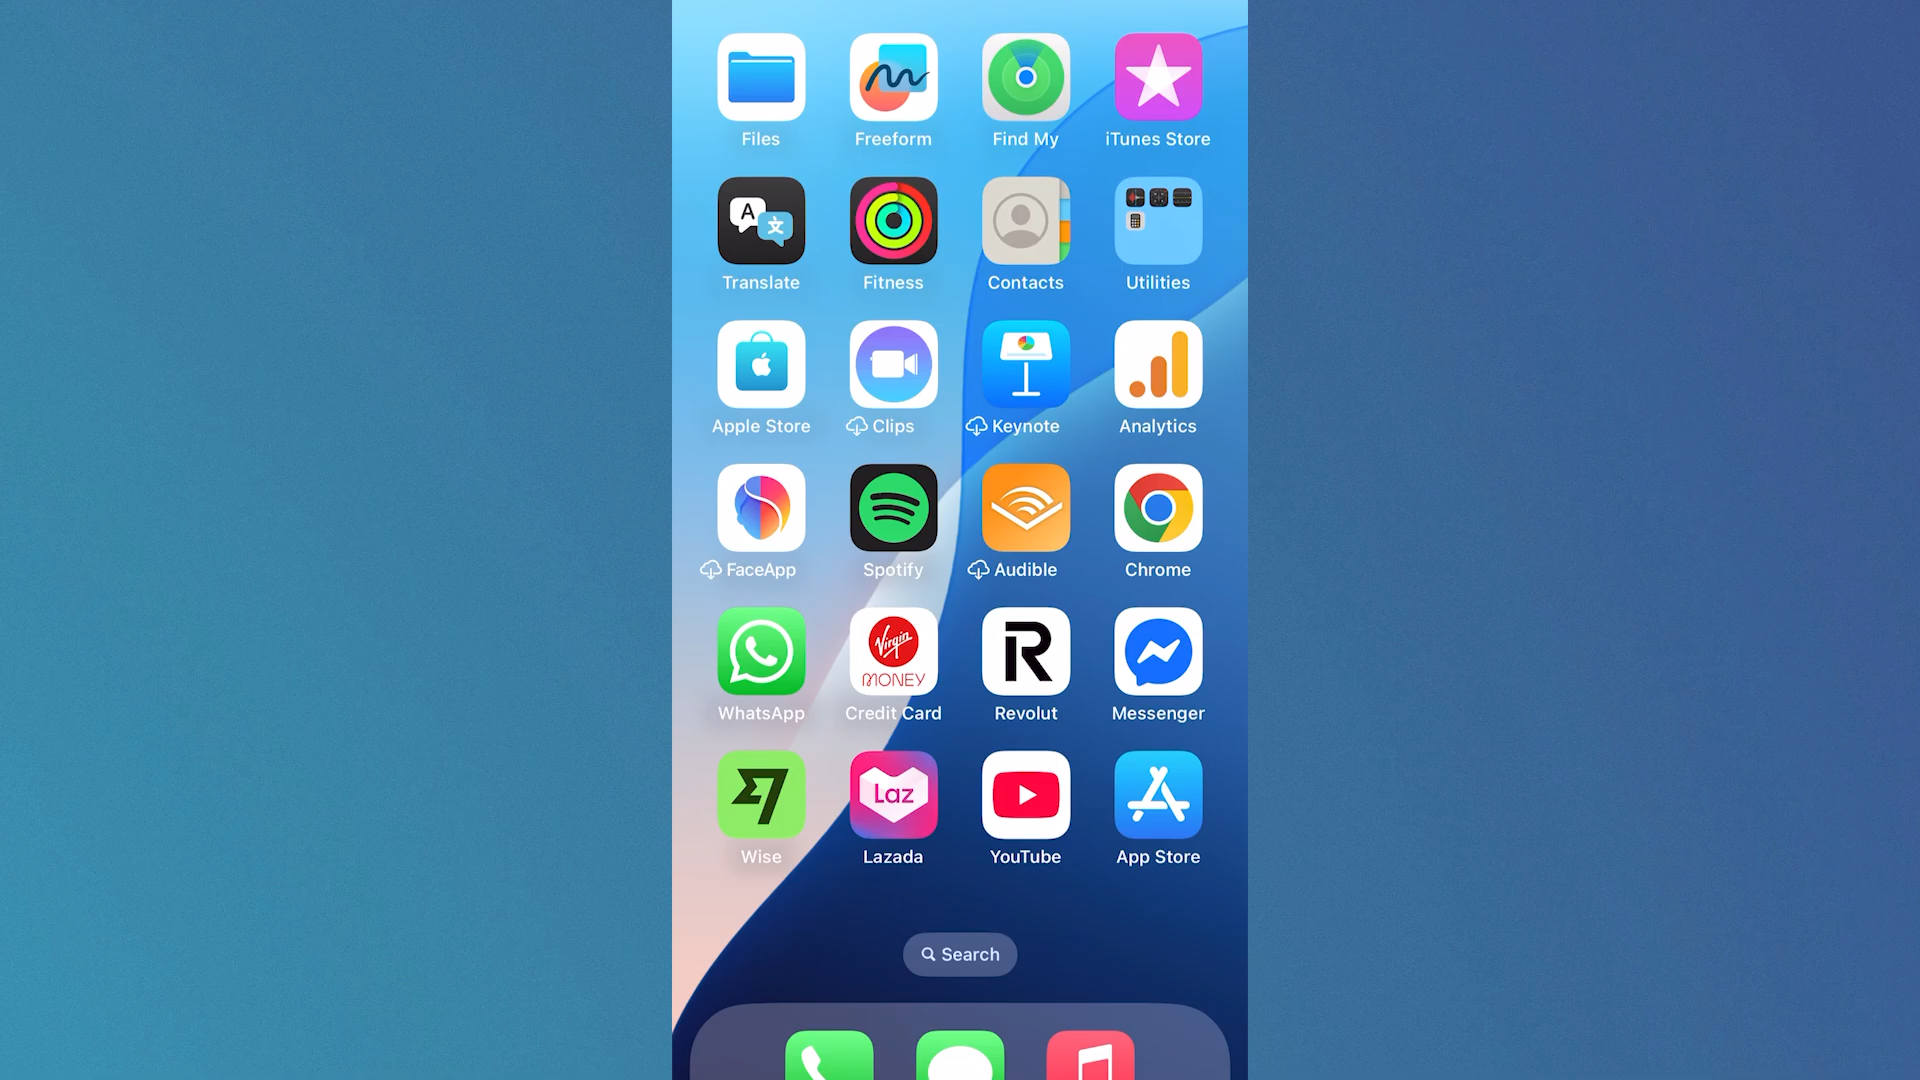 Files Freeform Find My iTunes Store
A 文
Translate Fitness Contacts Utilities
Apple Store Clips Keynote Analytics
FaceApp Spotify Audible Chrome
Virgin
MONEY
R
WhatsApp Credit Card Revolut Messenger
Laz
Wise Lazada YouTube App Store
Search